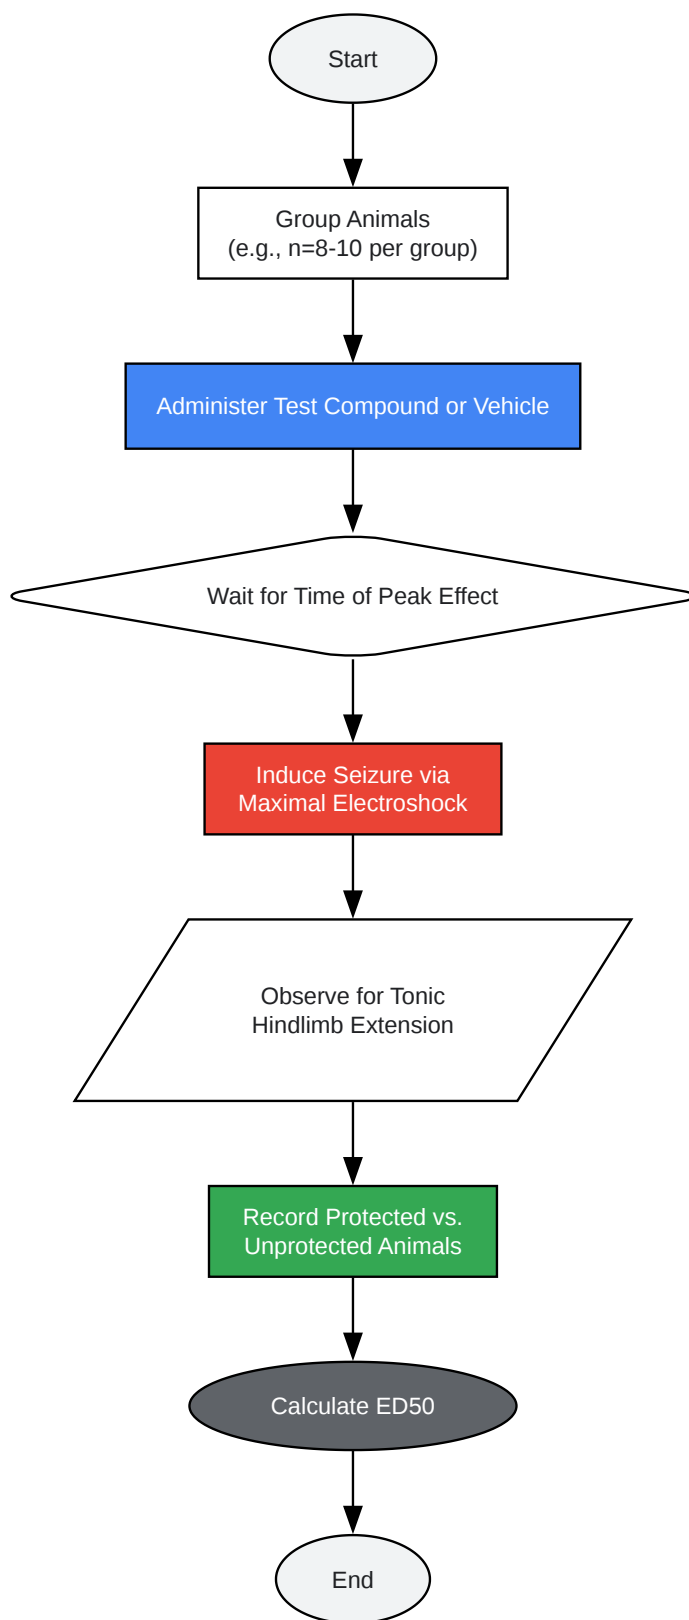 Start
Group Animals
(e.g., n=8-10 per group)
Administer Test Compound or Vehicle
Wait for Time of Peak Effect
Induce Seizure via
Maximal Electroshock
Observe for Tonic
Hindlimb Extension
Record Protected vs.
Unprotected Animals
Calculate ED50
End